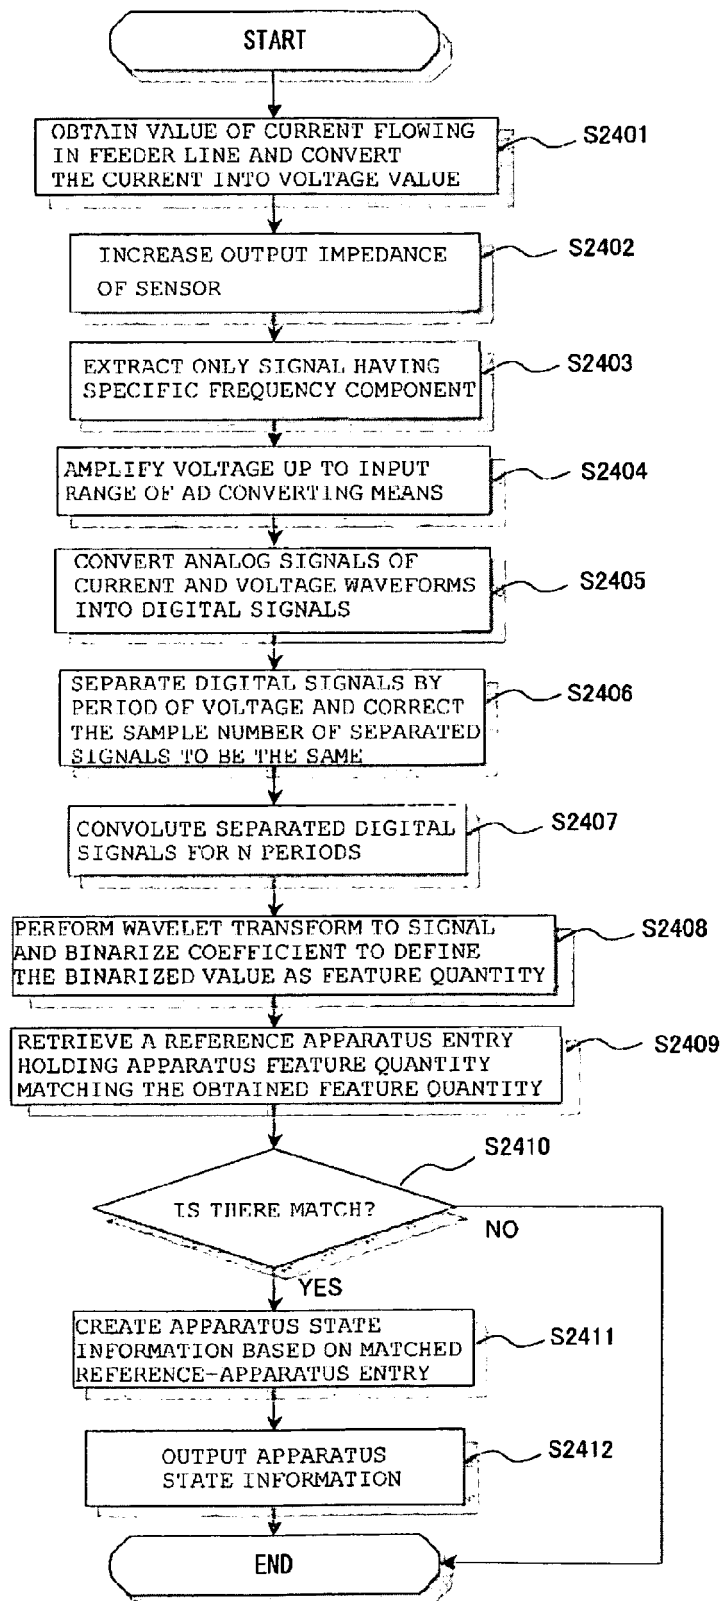 START
OBTAIN VALUE OF CURRENT FLOWING
IN FEEDER LINE AND CONVERT
THE CURRENT INTO VOLTAGE VALUE
S2401
INCREASE OUTPUT IMPEDANCE
OF SENSOR
S2402
EXTRACT ONLY SIGNAL HAVING
SPECIFIC FREQUENCY COMPONENT
S2403
AMPLIFY VOLTAGE UP TO INPUT
RANGE OF AD CONVERTING MEANS
S2404
CONVERT ANALOG SIGNALS OF
CURRENT AND VOLTAGE WAVEFORMS
INTO DIGITAL SIGNALS
S2405
SEPARATE DIGITAL SIGNALS BY
PERIOD OF VOLTAGE AND CORRECT
THE SAMPLE NUMBER OF SEPARATED
SIGNALS TO BE THE SAME
S2406
CONVOLUTE SEPARATED DIGITAL
SIGNALS FOR N PERIODS
S2407
PERFORM WAVELET TRANSFORM TO SIGNAL
AND BINARIZE COEFFICIENT TO DEFINE
THE BINARIZED VALUE AS FEATURE QUANTITY
S2408
RETRIEVE A REFERENCE APPARATUS ENTRY
HOLDING APPARATUS FEATURE QUANTITY
MATCHING THE OBTAINED FEATURE QUANTITY
S2409
S2410
IS THERE MATCH?
NO
YES
CREATE APPARATUS STATE
INFORMATION BASED ON MATCHED
REFERENCE-APPARATUS ENTRY
S2411
OUTPUT APPARATUS
STATE INFORMATION
S2412
END